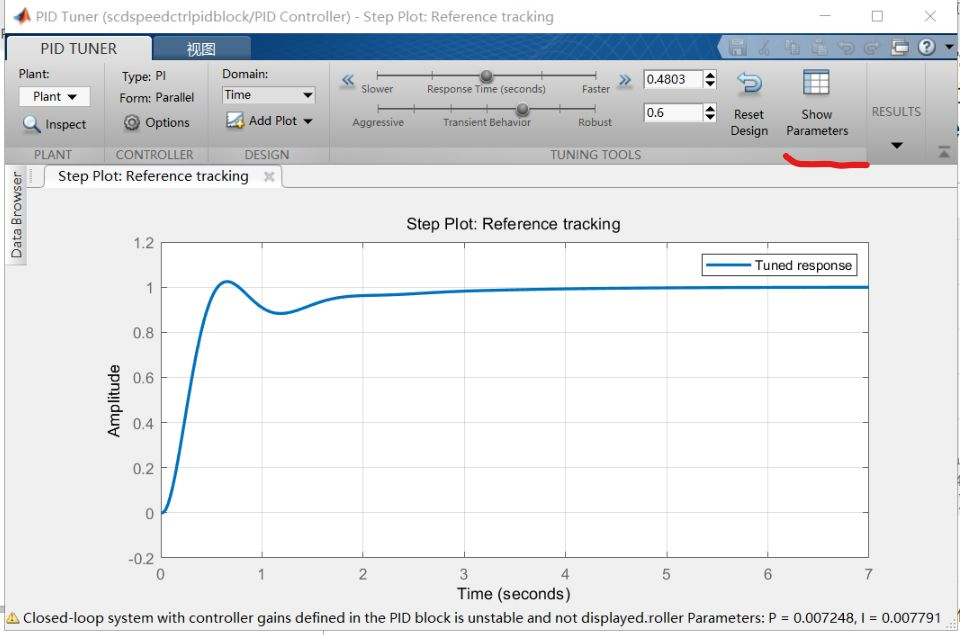 PID Tuner (scdspeedctrlpidblock/PID Controller) - Step Plot: Reference tracking
PID TUNER
视图
Plant:
Plant
Inspect
PLANT
Type: PI
Form: Parallel
Options
CONTROLLER
Domain:
Time
Add Plot
DESIGN
Slower
Response Time (seconds)
Faster
0.4803
Aggressive
Transient Behavior
Robust
0.6
Reset
Design
Show
Parameters
TUNING TOOLS
RESULTS
Data Browser
Step Plot: Reference tracking
Step Plot: Reference tracking
Tuned response
Amplitude
1.2
1
0.8
0.6
0.4
0.2
0
-0.2
0 1 2 3 4 5 6 7
Time (seconds)
Closed-loop system with controller gains defined in the PID block is unstable and not displayed.roller Parameters: P = 0.007248, I = 0.007791